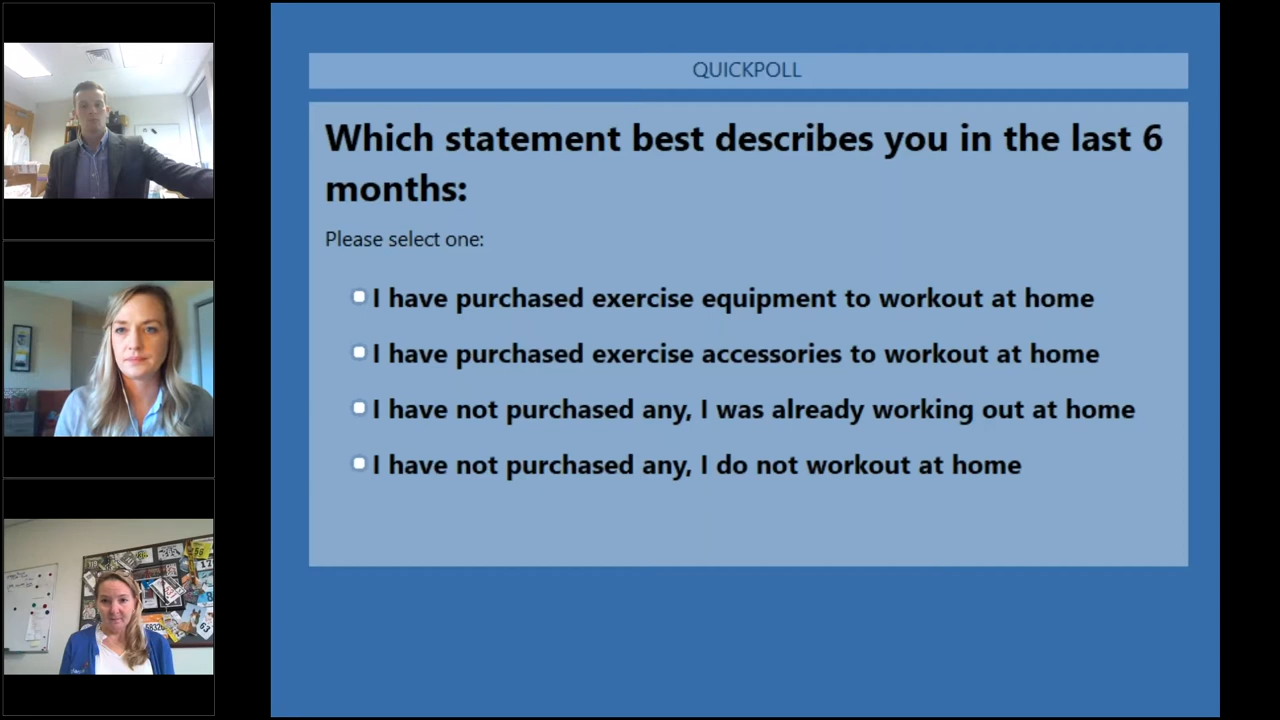 QUICKPOLL
Which statement best describes you in the last 6
months:
Please select one:
I have purchased exercise equipment to workout at home
I have purchased exercise accessories to workout at home
I have not purchased any, I was already working out at home
I have not purchased any, I do not workout at home